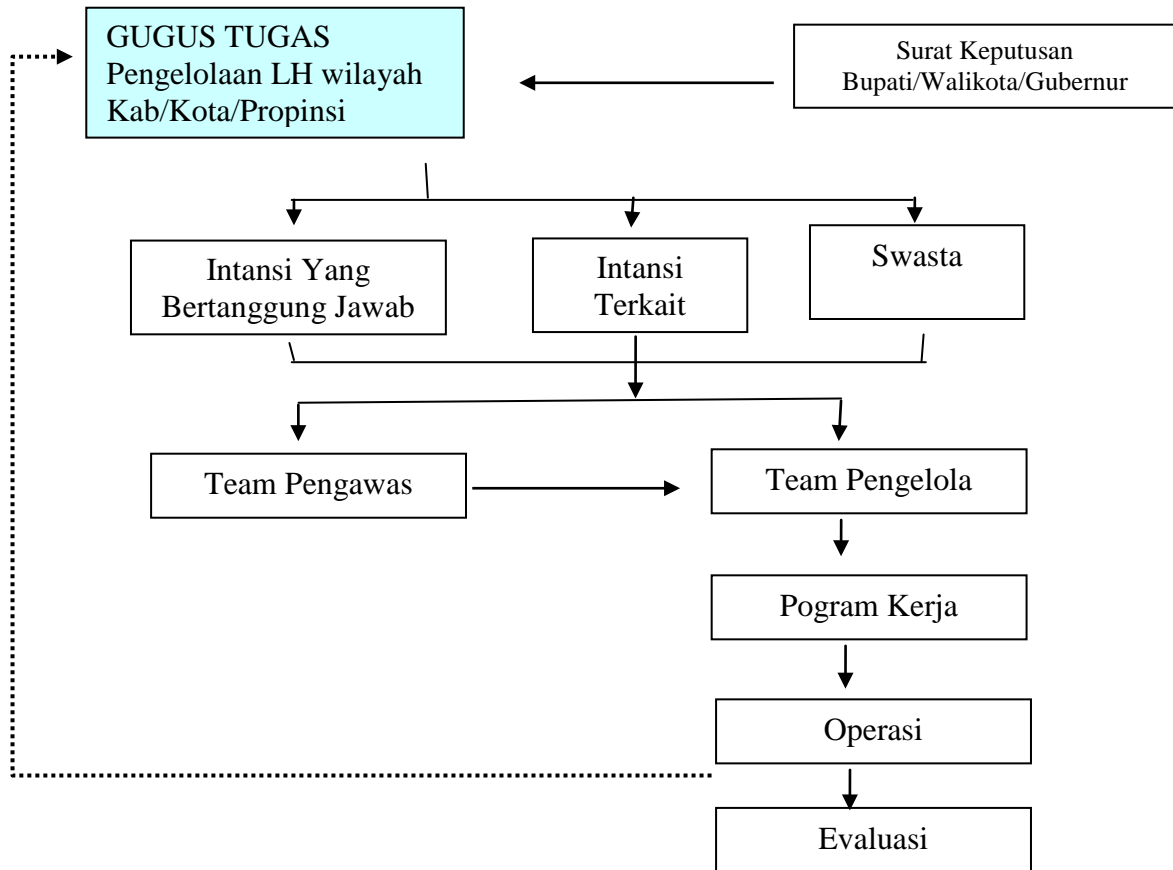 GUGUS TUGAS
Pengelolaan LH wilayah
Kab/Kota/Propinsi
Surat Keputusan
Bupati/Walikota/Gubernur
Intansi Yang
Bertanggung Jawab
Intansi
Terkait
Swasta
Team Pengawas
Team Pengelola
Pogram Kerja
Operasi
Evaluasi